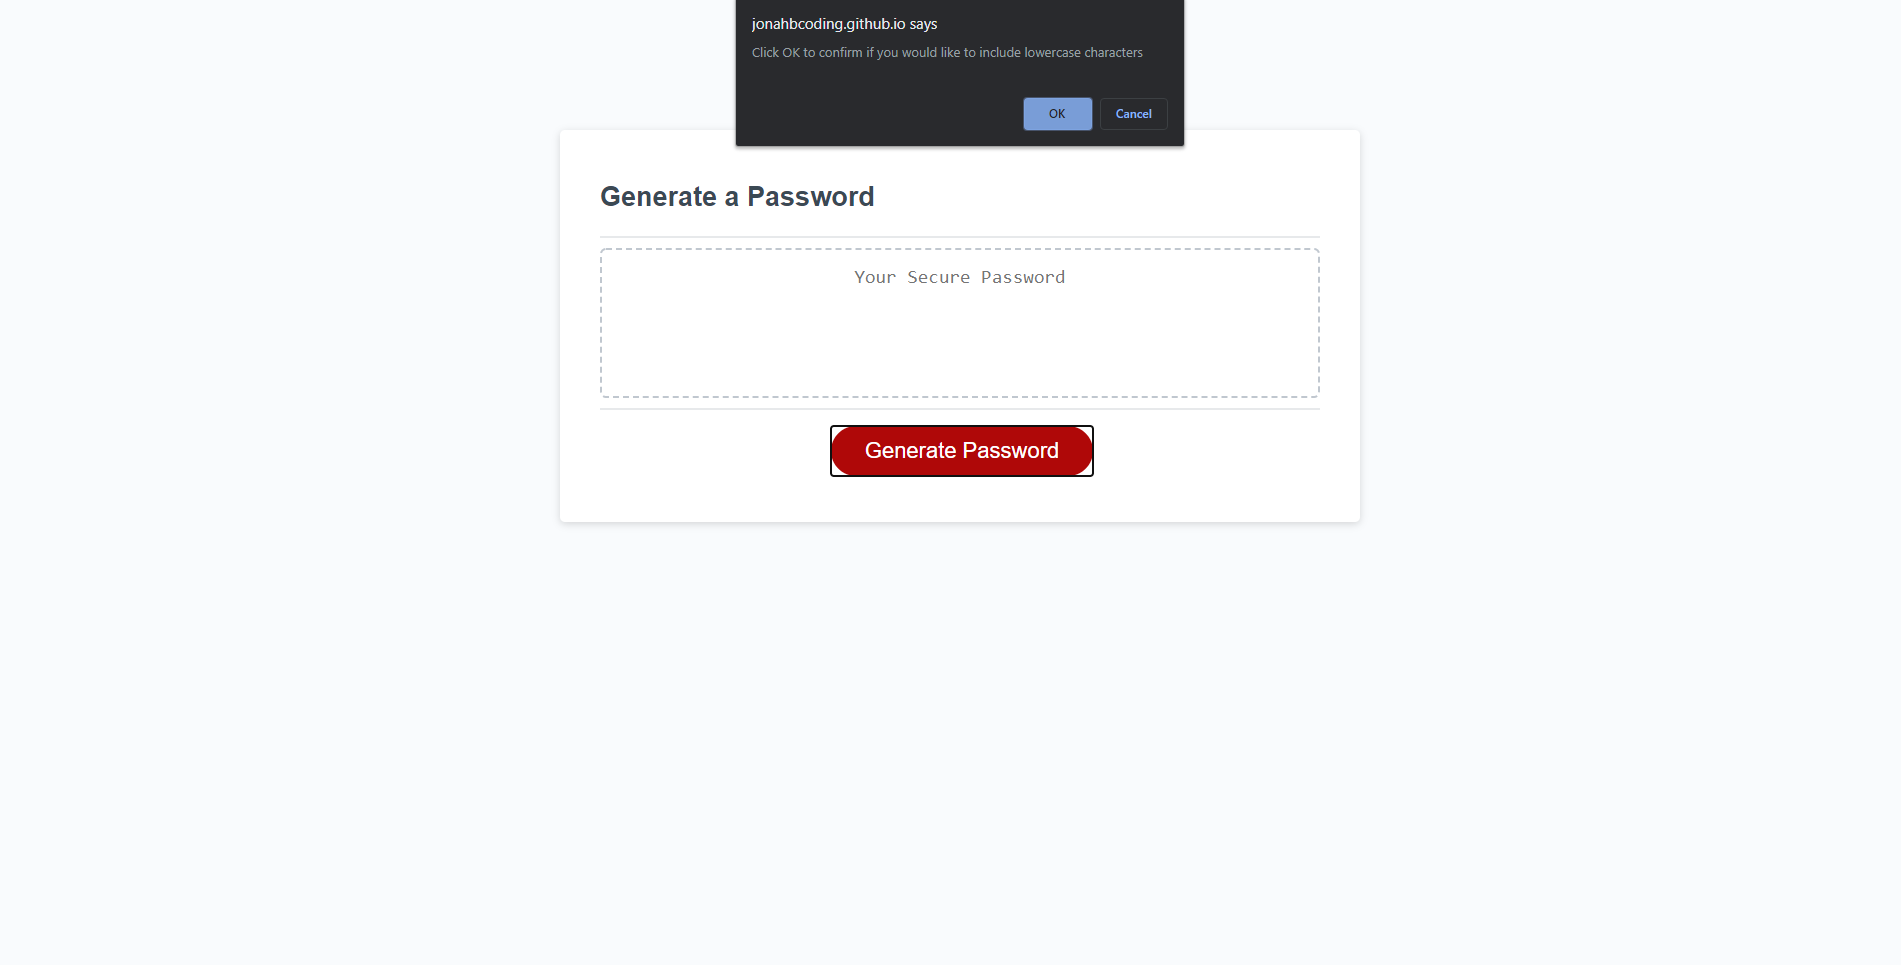 jonahbcoding.github.io says
Click OK to confirm if you would like to include lowercase characters
OK
Cancel
Generate a Password
Your Secure Password
Generate Password